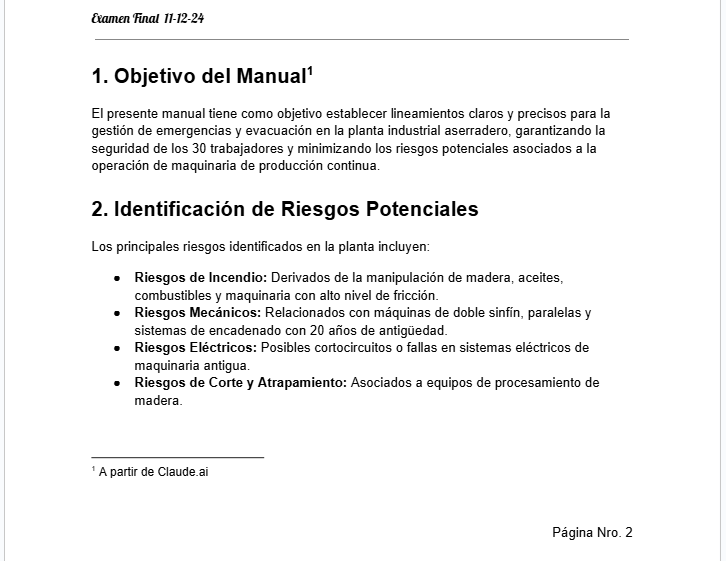 Examen Final 11-12-24
1. Objetivo del Manual¹
El presente manual tiene como objetivo establecer lineamientos claros y precisos para la
gestión de emergencias y evacuación en la planta industrial aserradero, garantizando la
seguridad de los 30 trabajadores y minimizando los riesgos potenciales asociados a la
operación de maquinaria de producción continua.
2. Identificación de Riesgos Potenciales
Los principales riesgos identificados en la planta incluyen:
● Riesgos de Incendio: Derivados de la manipulación de madera, aceites,
combustibles y maquinaria con alto nivel de fricción.
● Riesgos Mecánicos: Relacionados con máquinas de doble sinfín, paralelas y
sistemas de encadenado con 20 años de antigüedad.
● Riesgos Eléctricos: Posibles cortocircuitos o fallas en sistemas eléctricos de
maquinaria antigua.
● Riesgos de Corte y Atrapamiento: Asociados a equipos de procesamiento de
madera.
¹ A partir de Claude.ai
Página Nro. 2